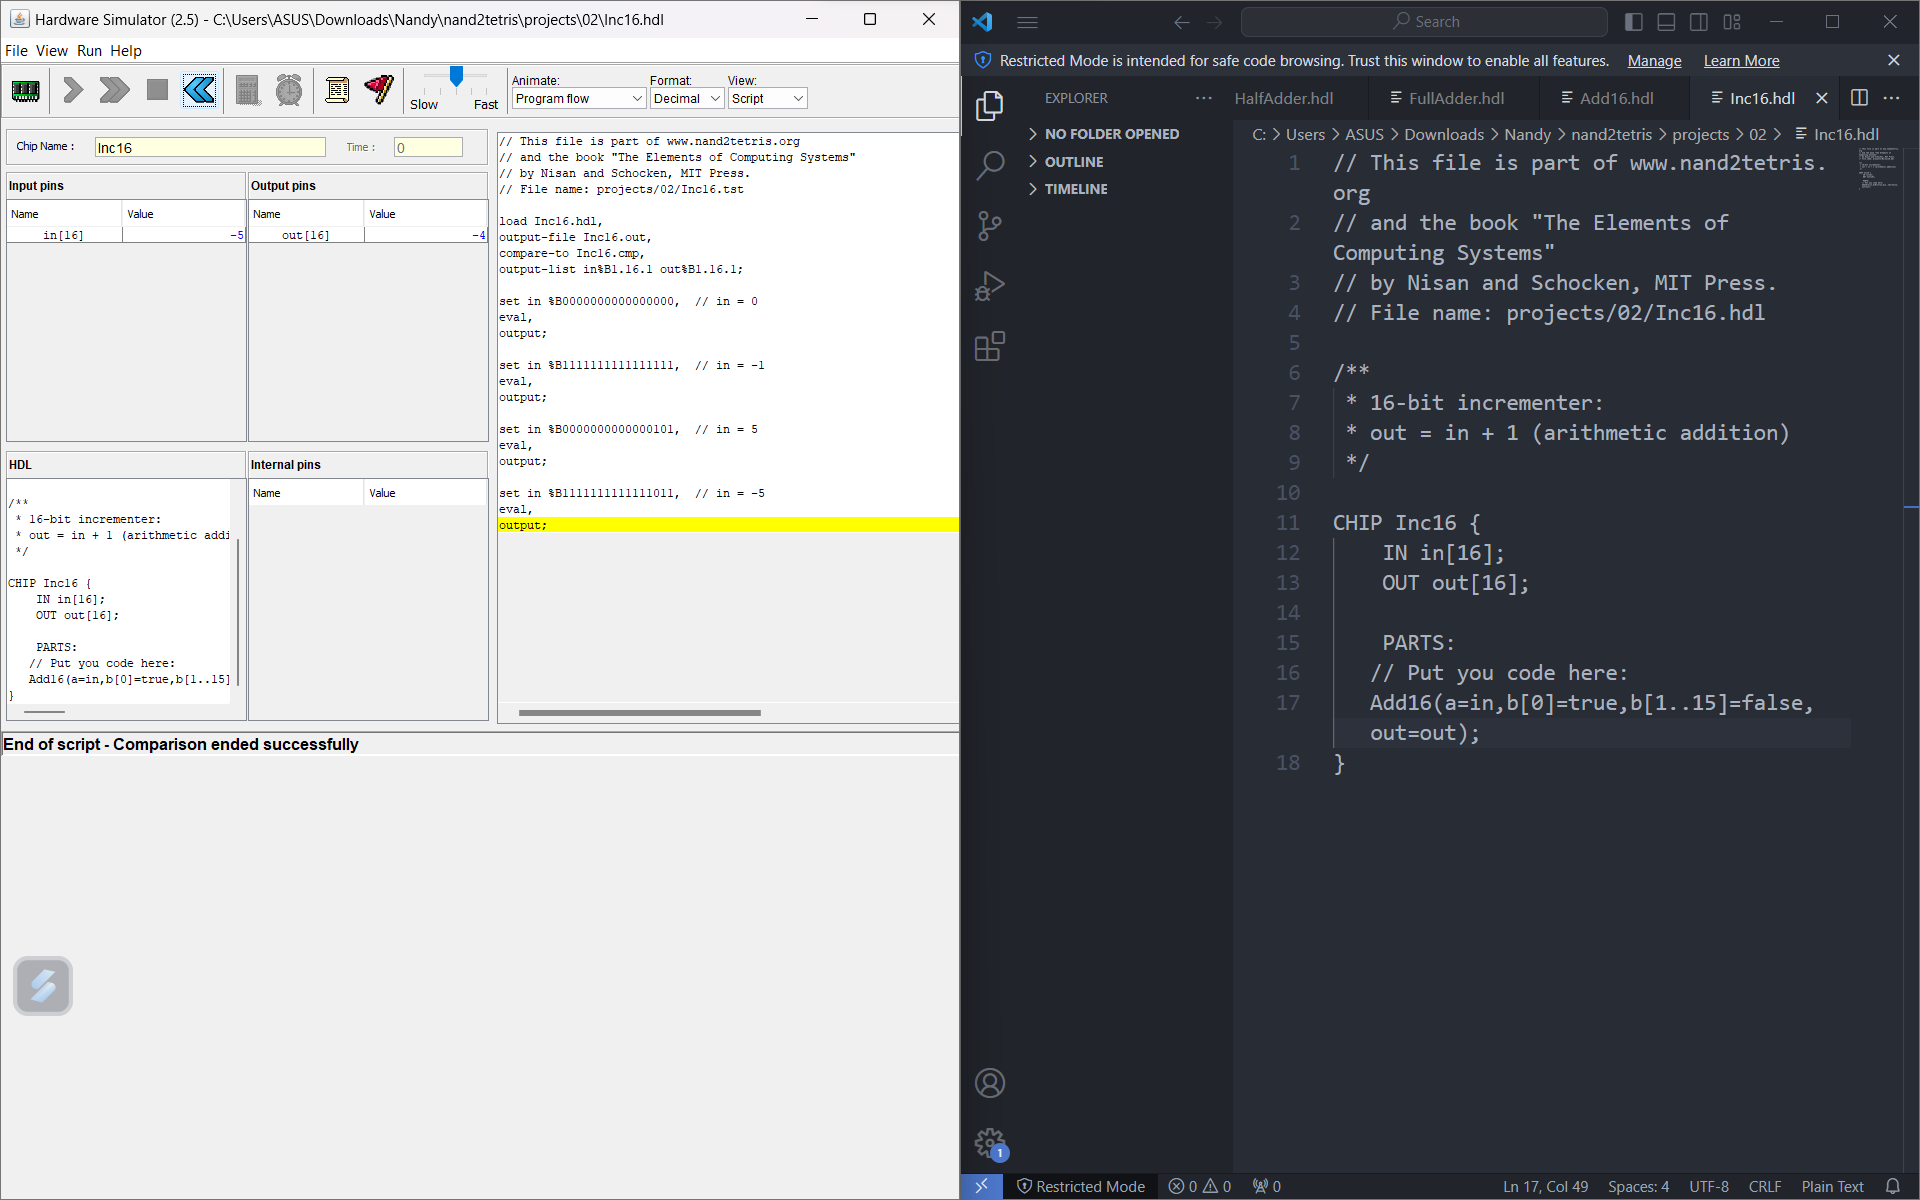 Hardware Simulator (2.5) - C:\Users\ASUS\Downloads\Nandy\nand2tetris\projects\02\Inc16.hdl
File View Run Help
Slow Fast
Animate: Format: View:
Program flow Decimal Script
Chip Name : Inc16 Time : 0
Input pins Output pins
Name Value Name Value
in[16] -5 out[16] -4
HDL Internal pins
Name Value
/**
* 16-bit incrementer:
* out = in + 1 (arithmetic addi
*/
CHIP Inc16 {
IN in[16];
OUT out[16];
PARTS:
// Put you code here:
Add16(a=in,b[0]=true,b[1..15]
}
// This file is part of www.nand2tetris.org
// and the book "The Elements of Computing Systems"
// by Nisan and Schocken, MIT Press.
// File name: projects/02/Inc16.tst
load Inc16.hdl,
output-file Inc16.out,
compare-to Inc16.cmp,
output-list in%B1.16.1 out%B1.16.1;
set in %B0000000000000000, // in = 0
eval,
output;
set in %B1111111111111111, // in = -1
eval,
output;
set in %B0000000000000101, // in = 5
eval,
output;
set in %B1111111111111011, // in = -5
eval,
output;
End of script - Comparison ended successfully
Search
Restricted Mode is intended for safe code browsing. Trust this window to enable all features. Manage Learn More
EXPLORER
NO FOLDER OPENED
OUTLINE
TIMELINE
HalfAdder.hdl FullAdder.hdl Add16.hdl Inc16.hdl
C: > Users > ASUS > Downloads > Nandy > nand2tetris > projects > 02 > Inc16.hdl
1 // This file is part of www.nand2tetris.
org
2 // and the book "The Elements of
Computing Systems"
3 // by Nisan and Schocken, MIT Press.
4 // File name: projects/02/Inc16.hdl
5
6 /**
7 * 16-bit incrementer:
8 * out = in + 1 (arithmetic addition)
9 */
10
11 CHIP Inc16 {
12 IN in[16];
13 OUT out[16];
14
15 PARTS:
16 // Put you code here:
17 Add16(a=in,b[0]=true,b[1..15]=false,
out=out);
18 }
1
Restricted Mode 0 0 0 Ln 17, Col 49 Spaces: 4 UTF-8 CRLF Plain Text